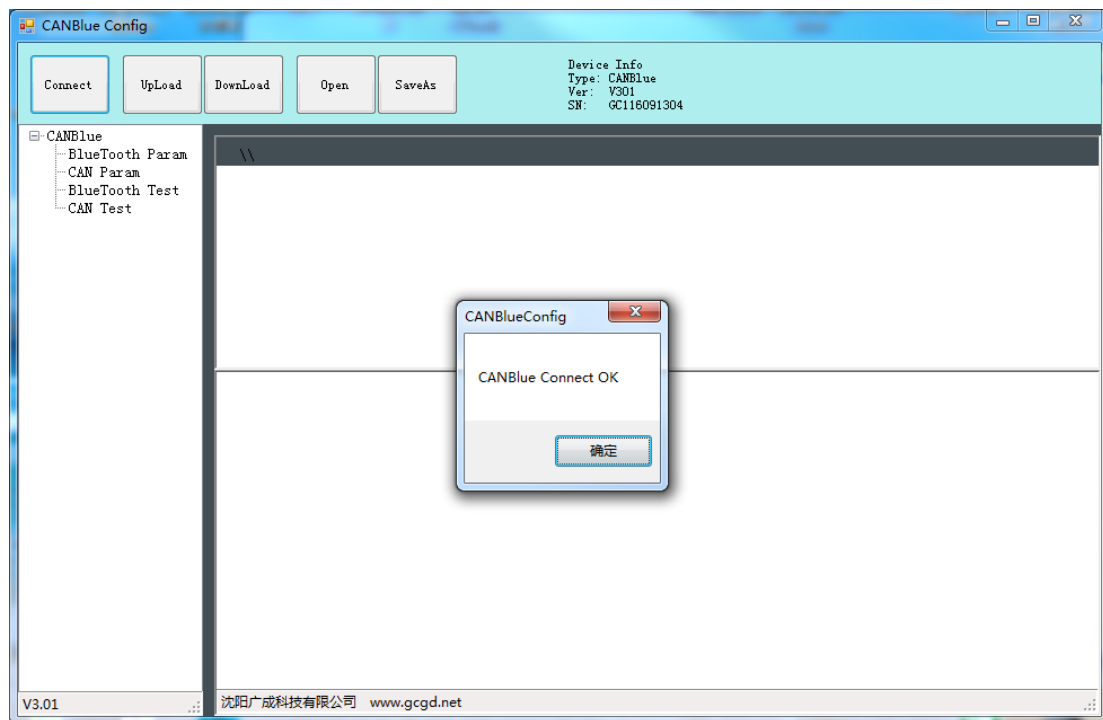 CANBlue Config
Connect
UpLoad
DownLoad
Open
SaveAs
Device Info
Type: CANBlue
Ver: V301
SN: GC116091304
CANBlue
BlueTooth Param
CAN Param
BlueTooth Test
CAN Test
\\
CANBlueConfig
CANBlue Connect OK
确定
V3.01
沈阳广成科技有限公司 www.gcgd.net